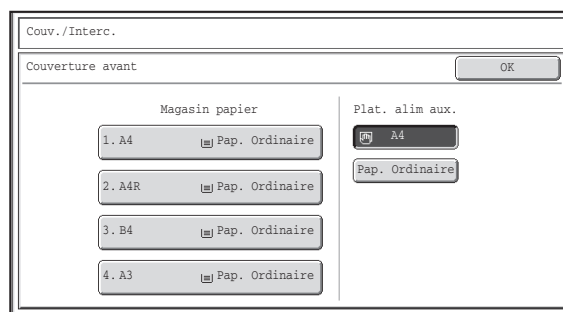 Couv./Interc.
Couverture avant
OK
Magasin papier
1. A4 Pap. Ordinaire
2. A4R Pap. Ordinaire
3. B4 Pap. Ordinaire
4. A3 Pap. Ordinaire
Plat. alim aux.
A4
Pap. Ordinaire